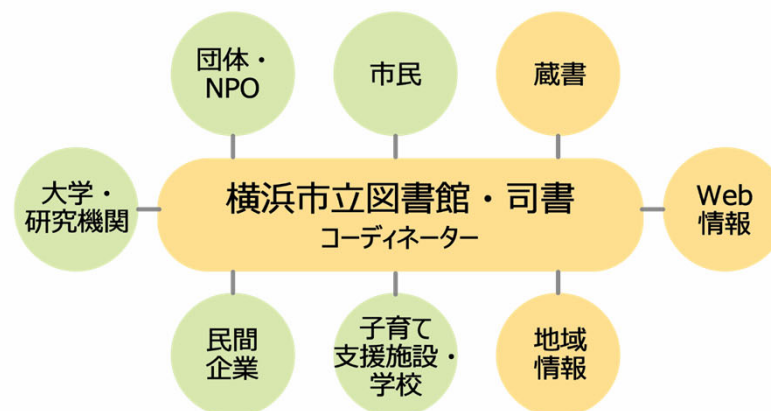 団体・
NPO
市民
蔵書
大学・
研究機関
横浜市立図書館・司書
コーディネーター
Web
情報
民間
企業
子育て
支援施設・
学校
地域
情報